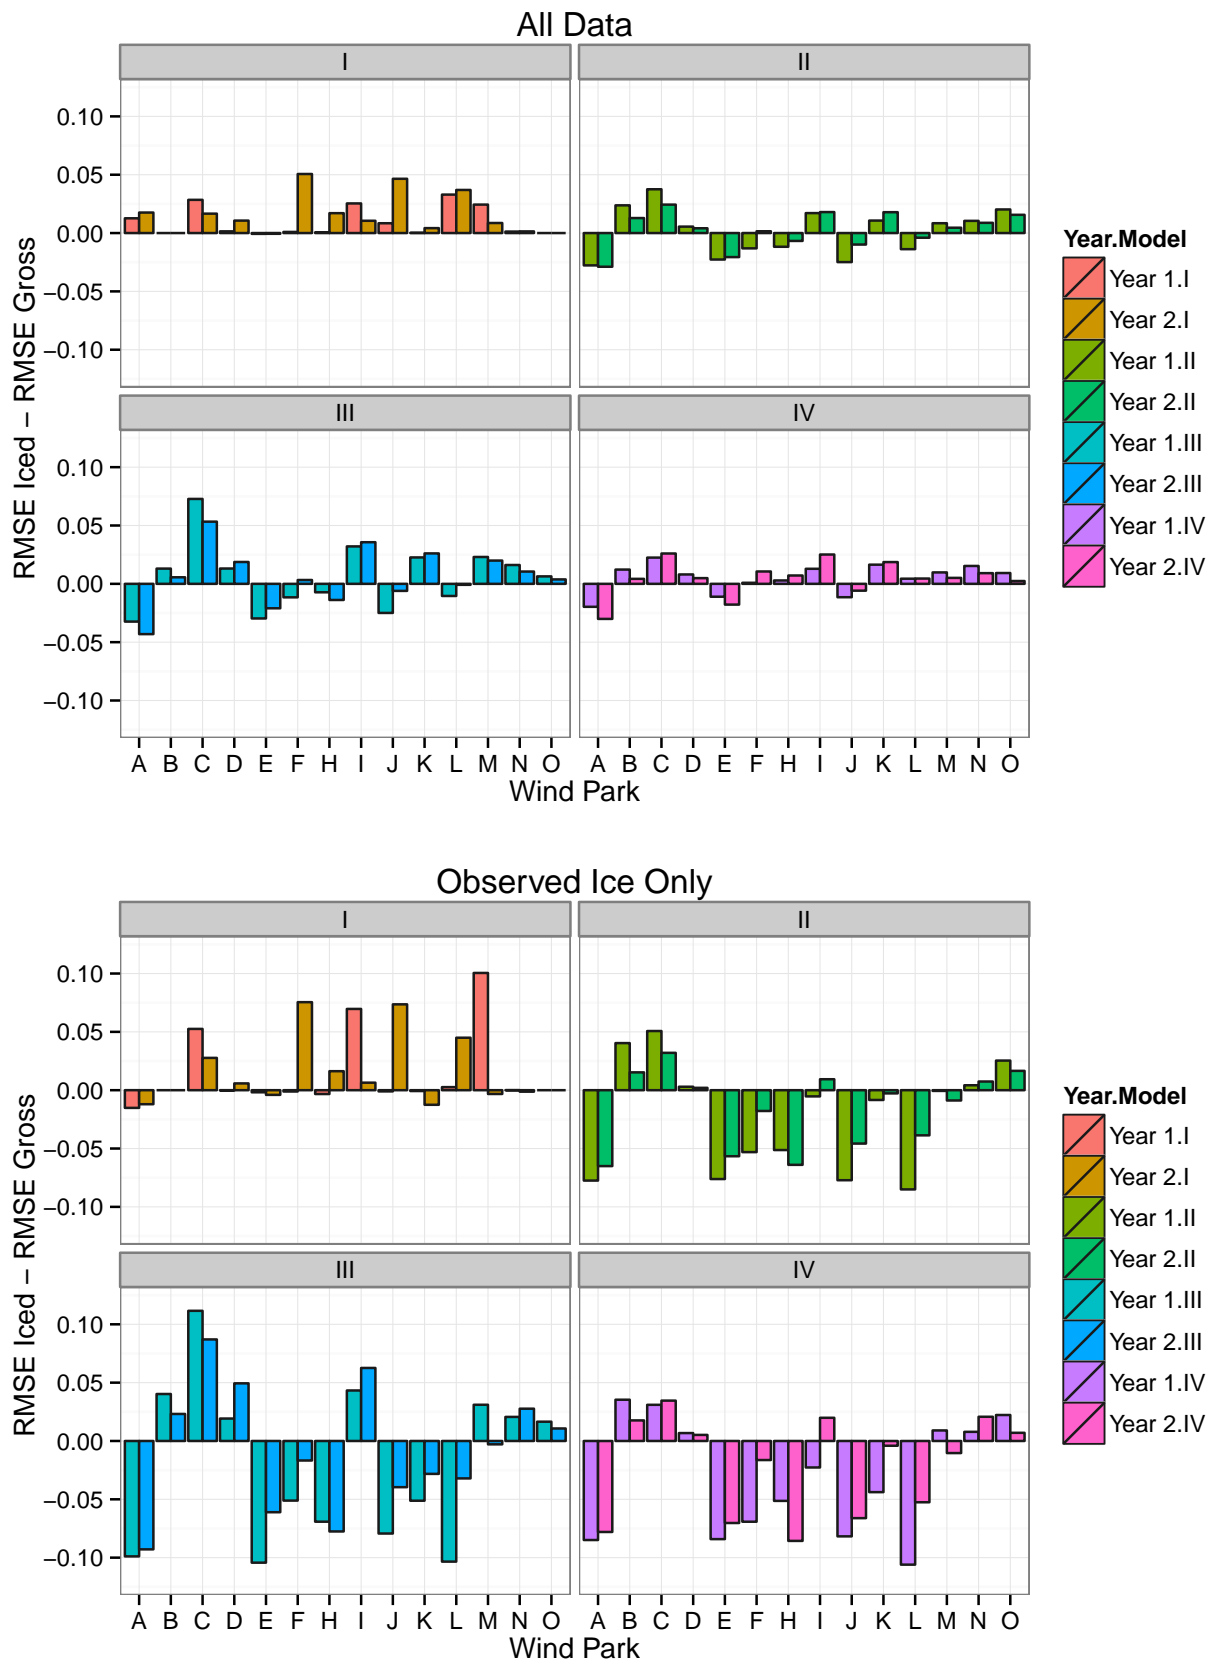 All Data
I
II
0.10
0.05
0.00
−0.05
−0.10
III
IV
0.10
0.05
0.00
−0.05
−0.10
RMSE Iced − RMSE Gross
A B C D E F H I J K L M N O
A B C D E F H I J K L M N O
Wind Park
Year.Model
Year 1.I
Year 2.I
Year 1.II
Year 2.II
Year 1.III
Year 2.III
Year 1.IV
Year 2.IV
Observed Ice Only
I
II
0.10
0.05
0.00
−0.05
−0.10
III
IV
0.10
0.05
0.00
−0.05
−0.10
RMSE Iced − RMSE Gross
A B C D E F H I J K L M N O
A B C D E F H I J K L M N O
Wind Park
Year.Model
Year 1.I
Year 2.I
Year 1.II
Year 2.II
Year 1.III
Year 2.III
Year 1.IV
Year 2.IV